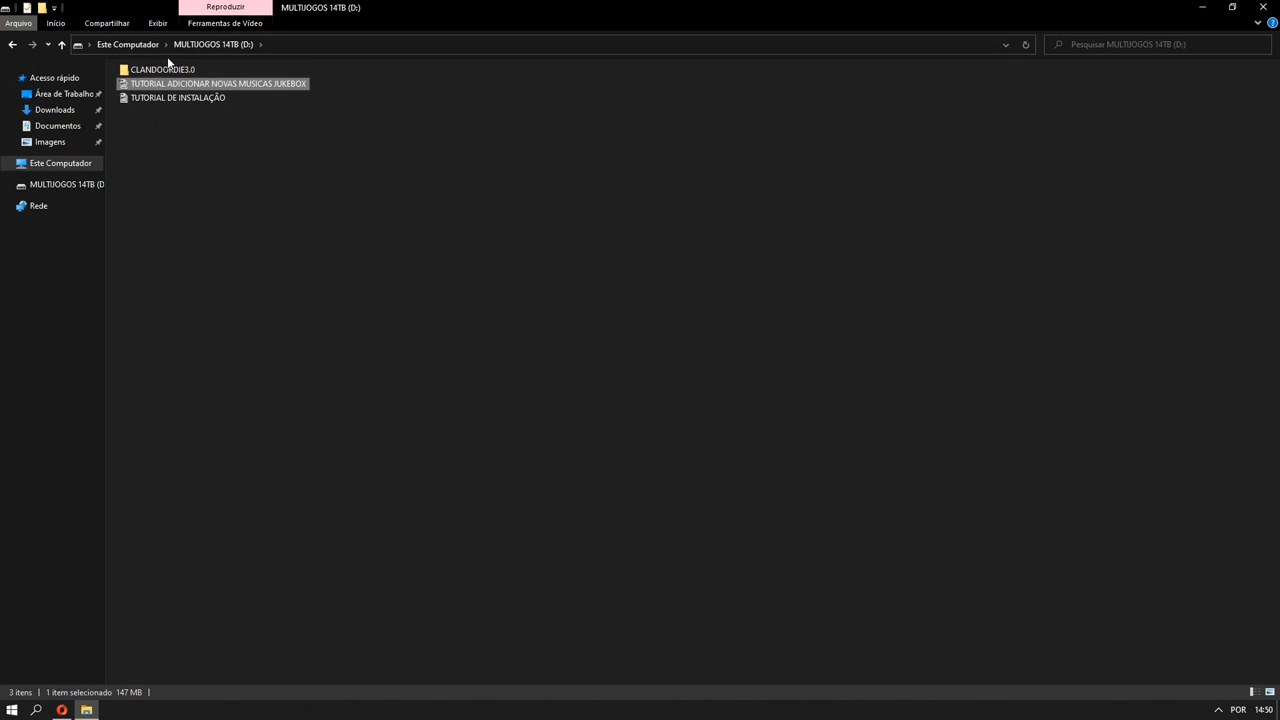 Reproduzir
MULTIJOGOS 14TB (D:)
Arquivo
Início
Compartilhar
Exibir
Ferramentas de Vídeo
Este Computador
MULTIJOGOS 14TB (D:)
Pesquisar MULTIJOGOS 14TB (D:)
Acesso rápido
Área de Trabalho
Downloads
Documentos
Imagens
Este Computador
MULTIJOGOS 14TB (D
Rede
CLANDOORDIE3.0
TUTORIAL ADICIONAR NOVAS MUSICAS JUKEBOX
TUTORIAL DE INSTALAÇÃO
3 itens
1 item selecionado 147 MB
POR
14:50